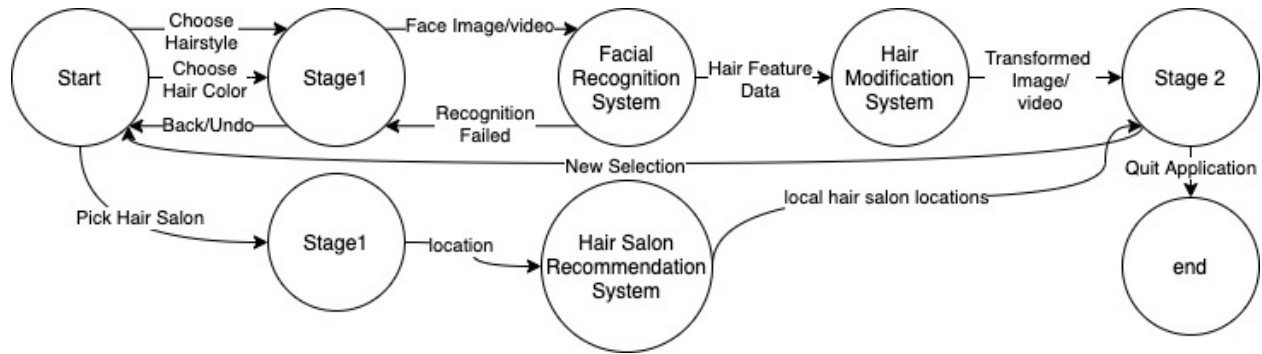 Start
Choose
Hairstyle
Choose
Hair Color
Back/Undo
Stage1
Face Image/video
Recognition
Failed
Facial
Recognition
System
Hair Feature
Data
Hair
Modification
System
Transformed
Image/
video
Stage 2
New Selection
Quit Application
Pick Hair Salon
Stage1
location
Hair Salon
Recommendation
System
local hair salon locations
end